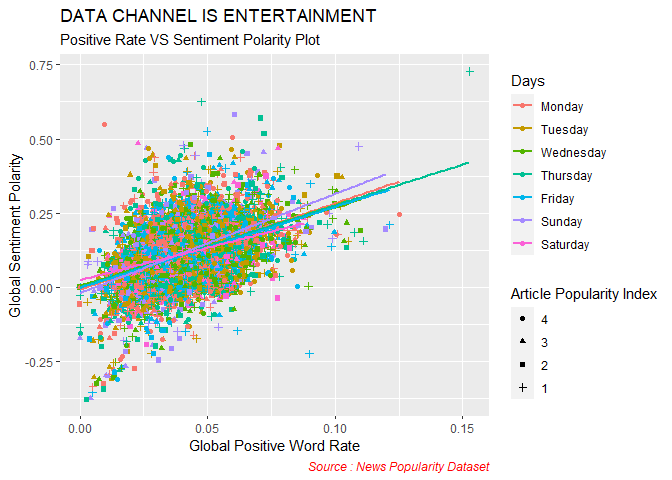 DATA CHANNEL IS ENTERTAINMENT
Positive Rate VS Sentiment Polarity Plot
Global Sentiment Polarity
0.75
0.50
0.25
0.00
-0.25
0.00 0.05 0.10 0.15
Global Positive Word Rate
Source : News Popularity Dataset
Days
Monday
Tuesday
Wednesday
Thursday
Friday
Sunday
Saturday
Article Popularity Index
4
3
2
1